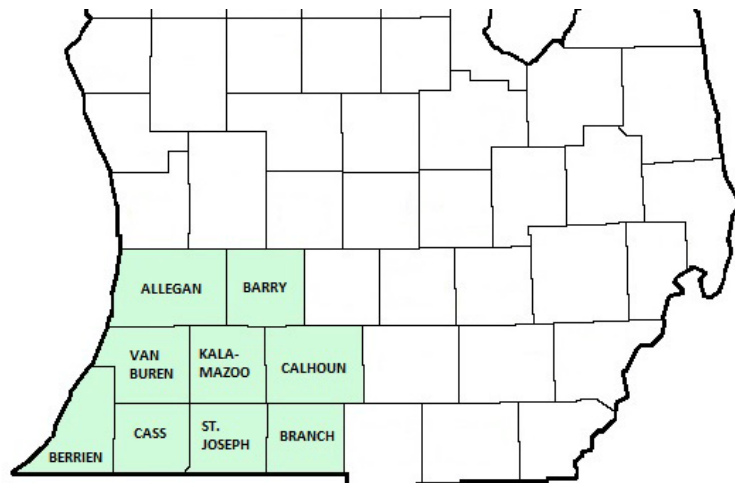 ALLEGAN
BARRY
VAN
BUREN
KALA-
MAZOO
CALHOUN
BERRIEN
CASS
ST.
JOSEPH
BRANCH